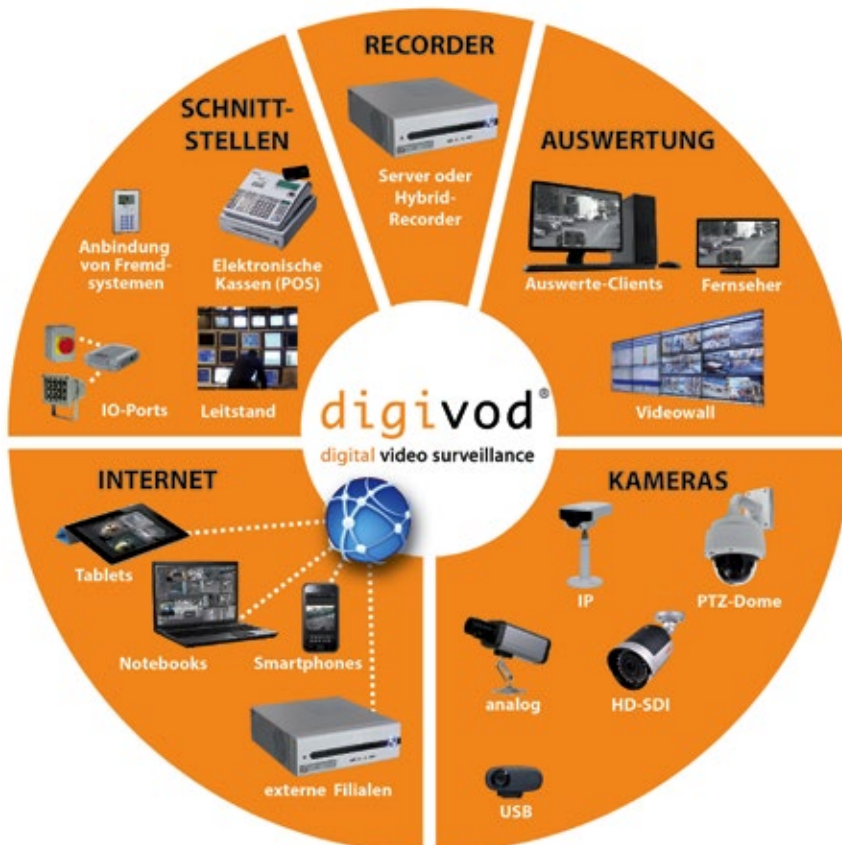 RECORDER
Server oder
Hybrid-
Recorder
SCHNITT-
STELLEN
Anbindung
von Fremd-
systemen
Elektronische
Kassen (POS)
IO-Ports
Leitstand
AUSWERTUNG
Auswerte-Clients
Fernseher
Videowall
digivod®
digital video surveillance
INTERNET
Tablets
Notebooks
Smartphones
externe Filialen
KAMERAS
IP
PTZ-Dome
analog
HD-SDI
USB